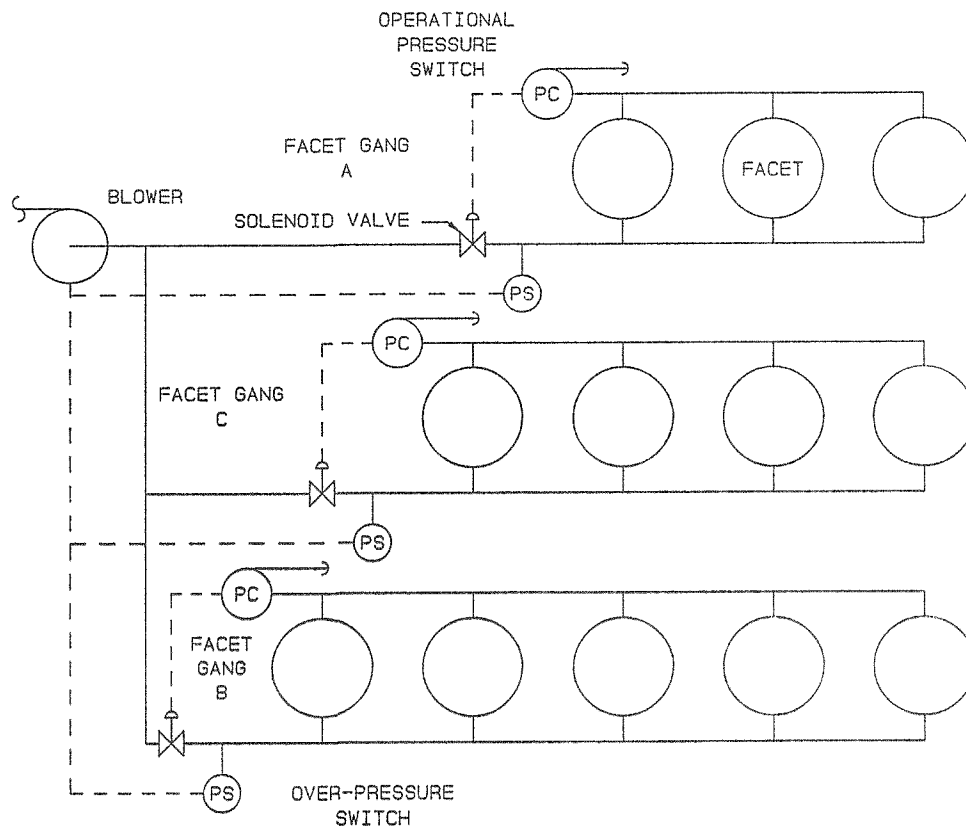 OPERATIONAL
PRESSURE
SWITCH
PC
FACET GANG
A
FACET
BLOWER
SOLENOID VALVE
PS
PC
FACET GANG
C
PS
PC
FACET
GANG
B
PS
OVER-PRESSURE
SWITCH